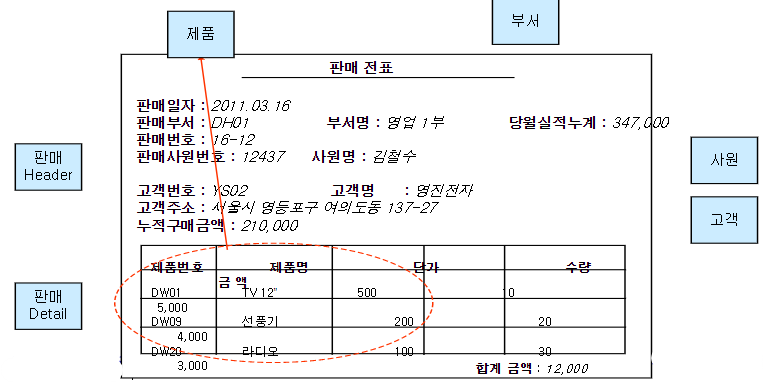 제품
부서
판매 전표
판매일자 : 2011.03.16
판매부서 : DH01 부서명 : 영업 1부 당월실적누계 : 347,000
판매번호 : 16-12
판매사원번호 : 12437 사원명 : 김철수
판매
Header
사원
고객번호 : YS02 고객명 : 명진전자
고객주소 : 서울시 영등포구 여의도동 137-27
고객
누적구매금액 : 210,000
제품번호 제품명 단가 수량
금 액
DW01 TV 12" 500 10
5,000
판매
Detail
DW09 선풍기 200 20
4,000
DW20 라디오 100 30
3,000
합계 금액 : 12,000